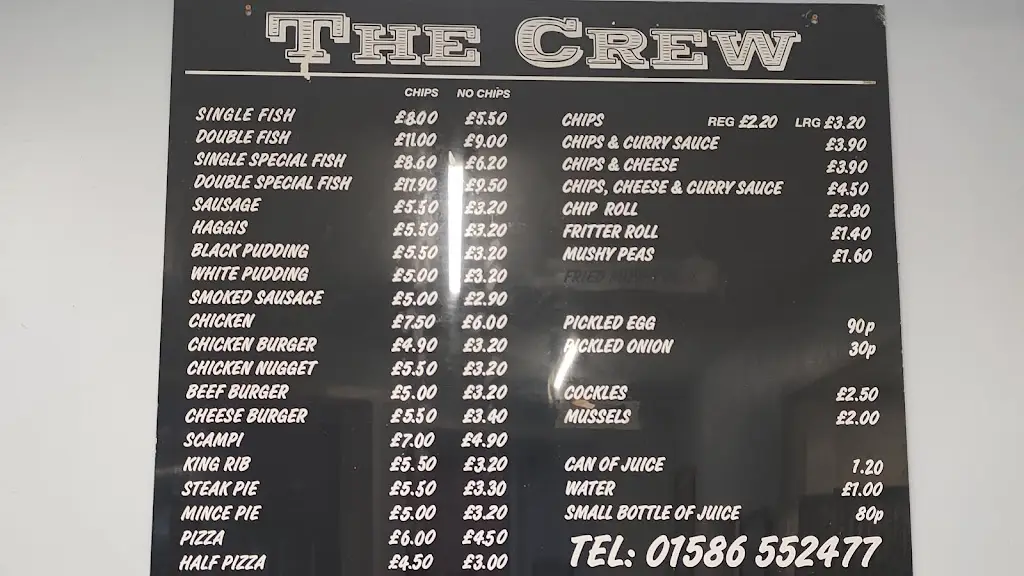 THE CREW
CHIPS NO CHIPS
SINGLE FISH £8.00 £5.50
DOUBLE FISH £11.00 £9.00
SINGLE SPECIAL FISH £8.60 £6.20
DOUBLE SPECIAL FISH £11.90 £9.50
SAUSAGE £5.50 £3.20
HAGGIS £5.50 £3.20
BLACK PUDDING £5.50 £3.20
WHITE PUDDING £5.00 £3.20
SMOKED SAUSAGE £5.00 £2.90
CHICKEN £7.50 £6.00
CHICKEN BURGER £4.90 £3.20
CHICKEN NUGGET £5.50 £3.20
BEEF BURGER £5.00 £3.20
CHEESE BURGER £5.50 £3.40
SCAMPI £7.00 £4.90
KING RIB £5.50 £3.20
STEAK PIE £5.50 £3.30
MINCE PIE £5.00 £3.20
PIZZA £6.00 £4.50
HALF PIZZA £4.50 £3.00
CHIPS REG £2.20 LRG £3.20
CHIPS & CURRY SAUCE £3.90
CHIPS & CHEESE £3.90
CHIPS, CHEESE & CURRY SAUCE £4.50
CHIP ROLL £2.80
FRITTER ROLL £1.40
MUSHY PEAS £1.60
FRIED
PICKLED EGG 90p
PICKLED ONION 30p
COCKLES £2.50
MUSSELS £2.00
CAN OF JUICE 1.20
WATER £1.00
SMALL BOTTLE OF JUICE 80p
TEL: 01586 552477